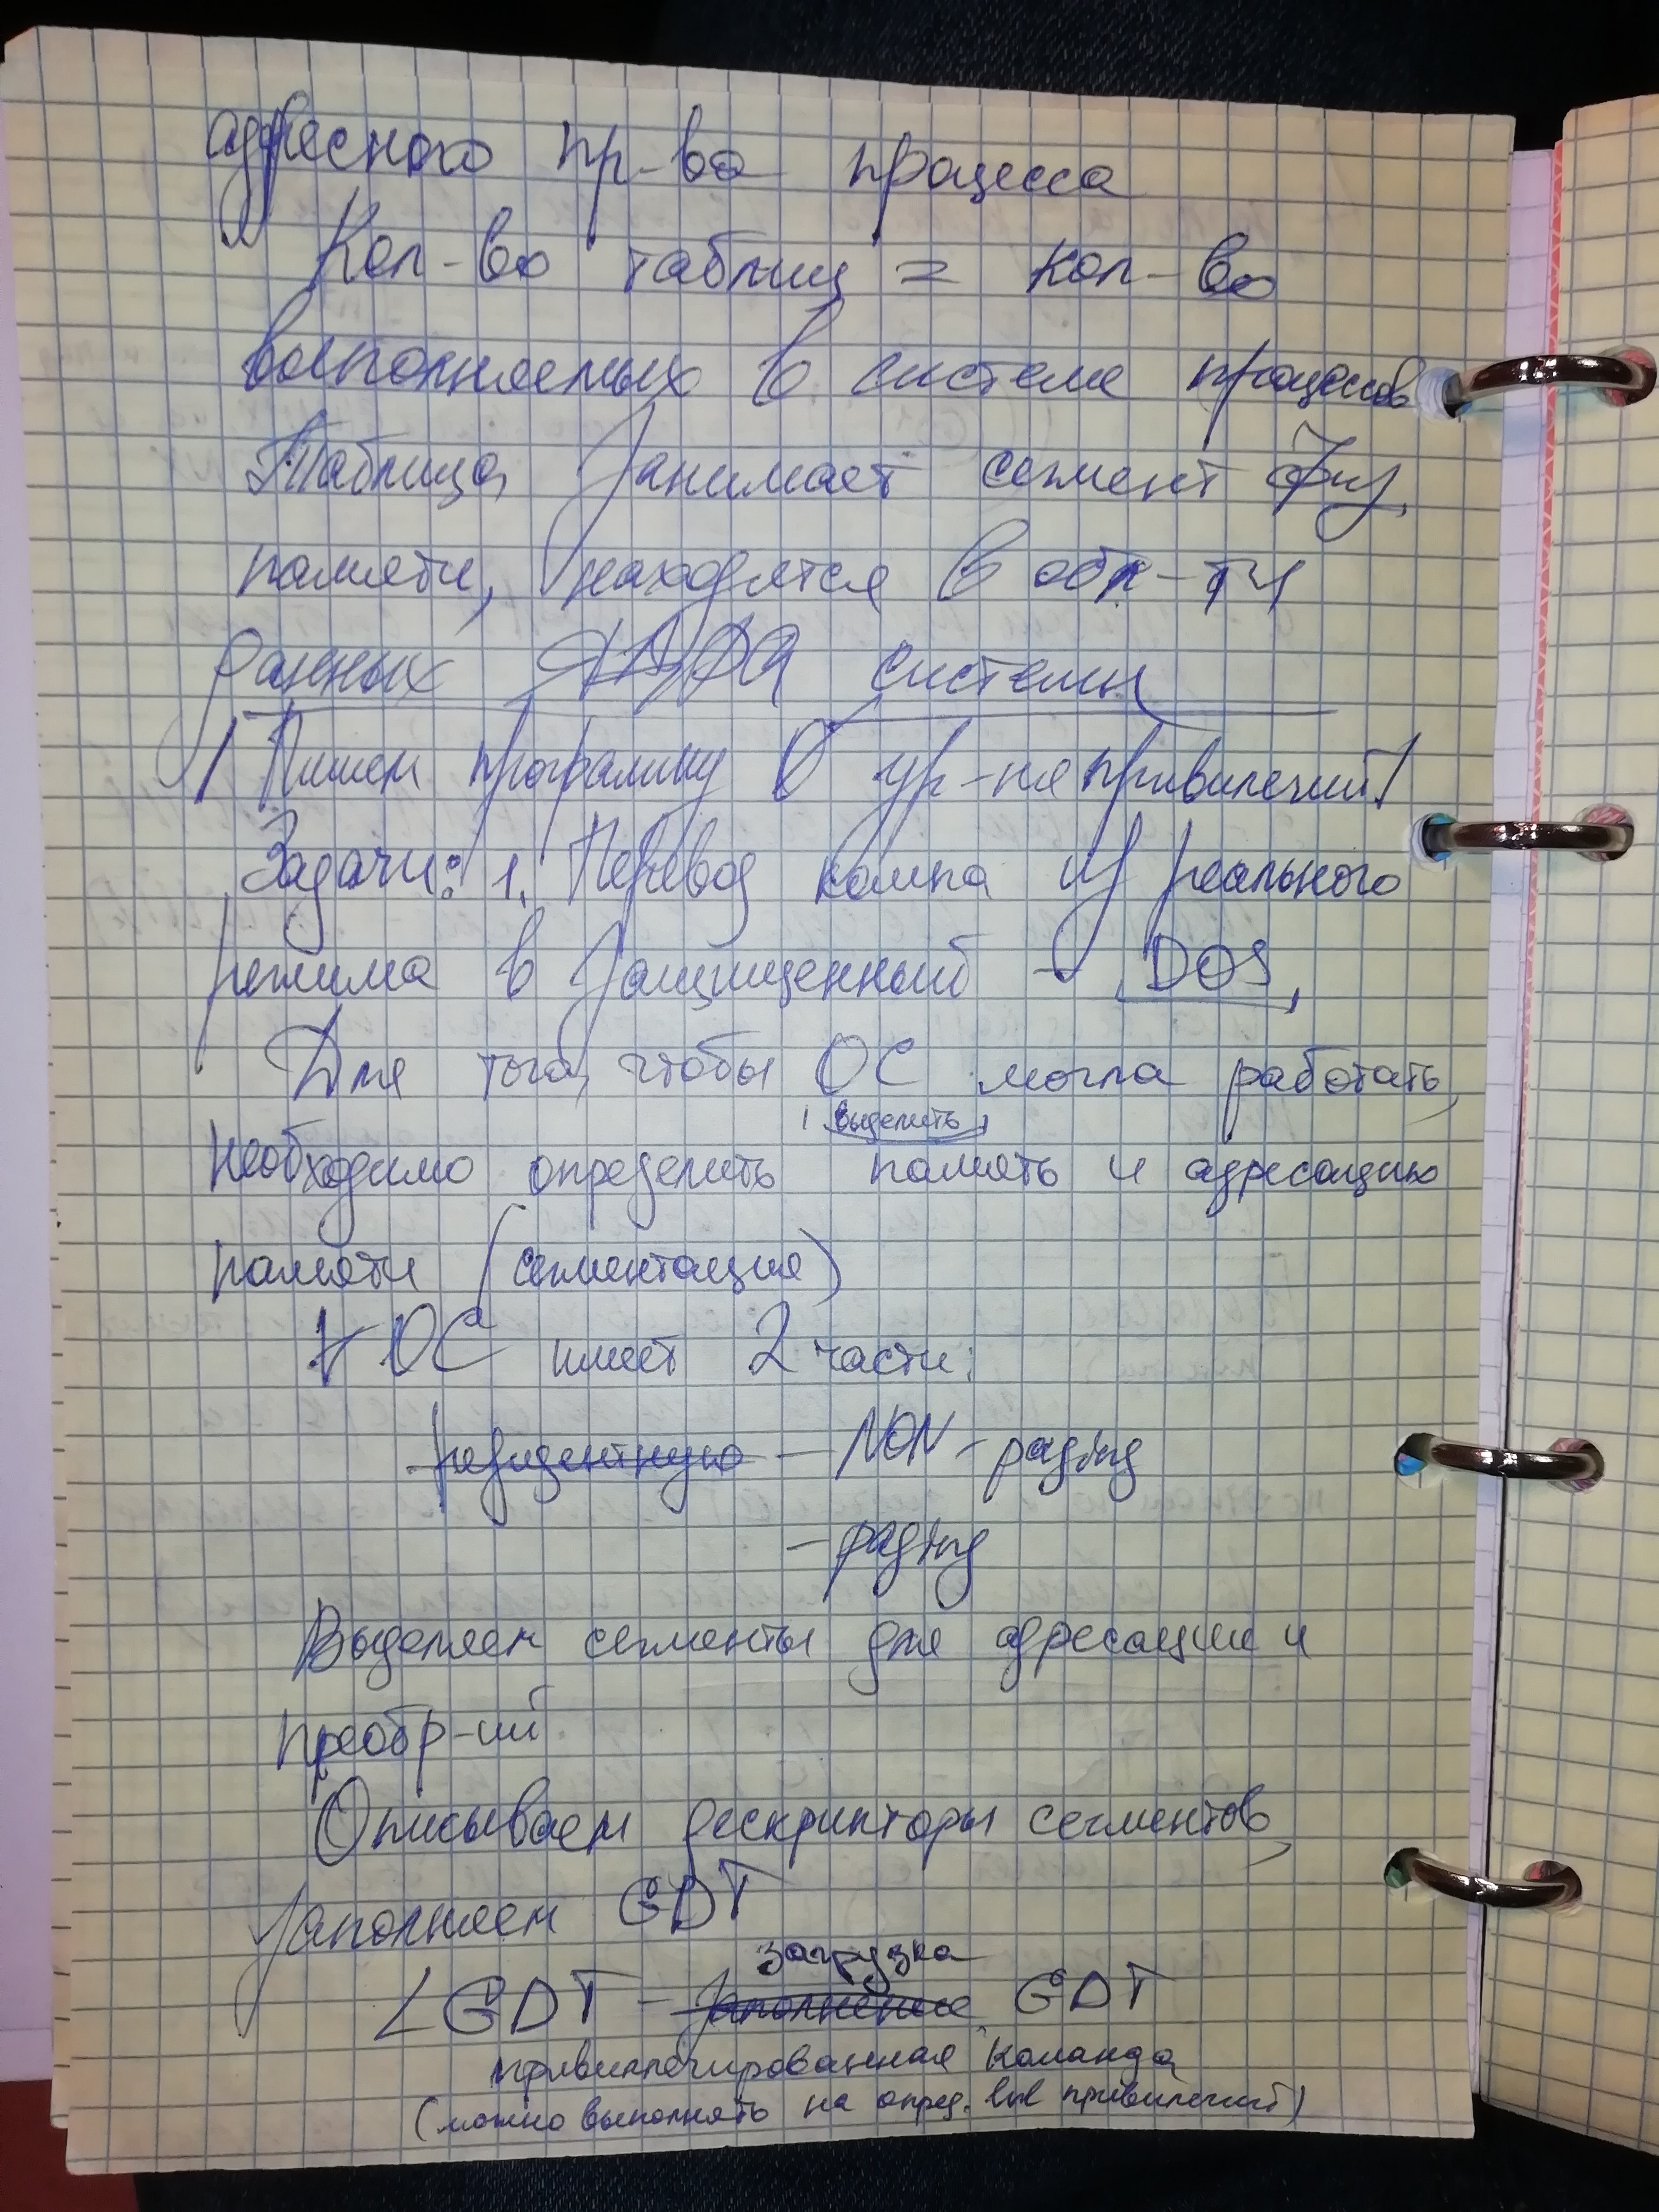 адресного пр-ва процесса
Кол-во таблиц = кол-во
выполняемых в системе процессов
Таблица занимает сегмент физ.
памяти, находятся в обл-ти
данных ЯДРА системы
! Пишем программу 0 ур-ня привилегий!
Задачи: 1. Перевод компа из реального
режима в защищенный - DOS,
Для того, чтобы ОС могла работать,
выделить
необходимо определить память и адресацию
памяти (сегментация)
∀ ОС имеет 2 части:
резидентную - NON-paging
- paging
Выделяем сегменты для адресации и
преобр-ий
Описываем дескрипторы сегментов,
заполняем GDT
загрузка
LGDT - заполнение GDT
привилегированная команда
(можно выполнять на опред. lvl привилегий)